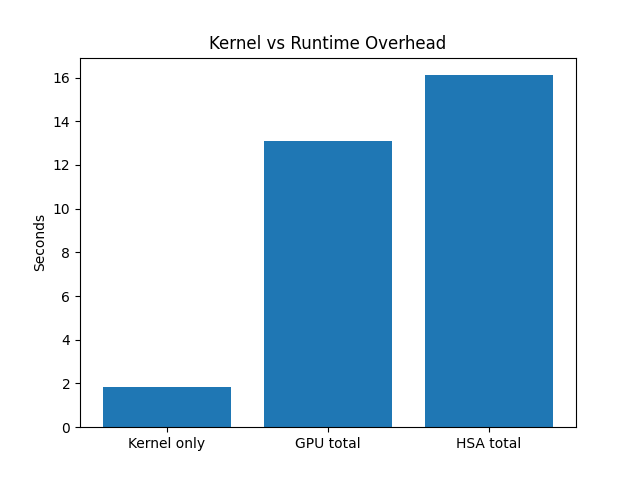 Kernel vs Runtime Overhead
16
14
12
10
8
6
4
2
0
Seconds
Kernel only
GPU total
HSA total